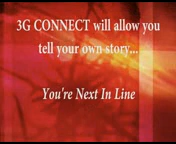 3G CONNECT will allow you
tell your own story...
You're Next In Line